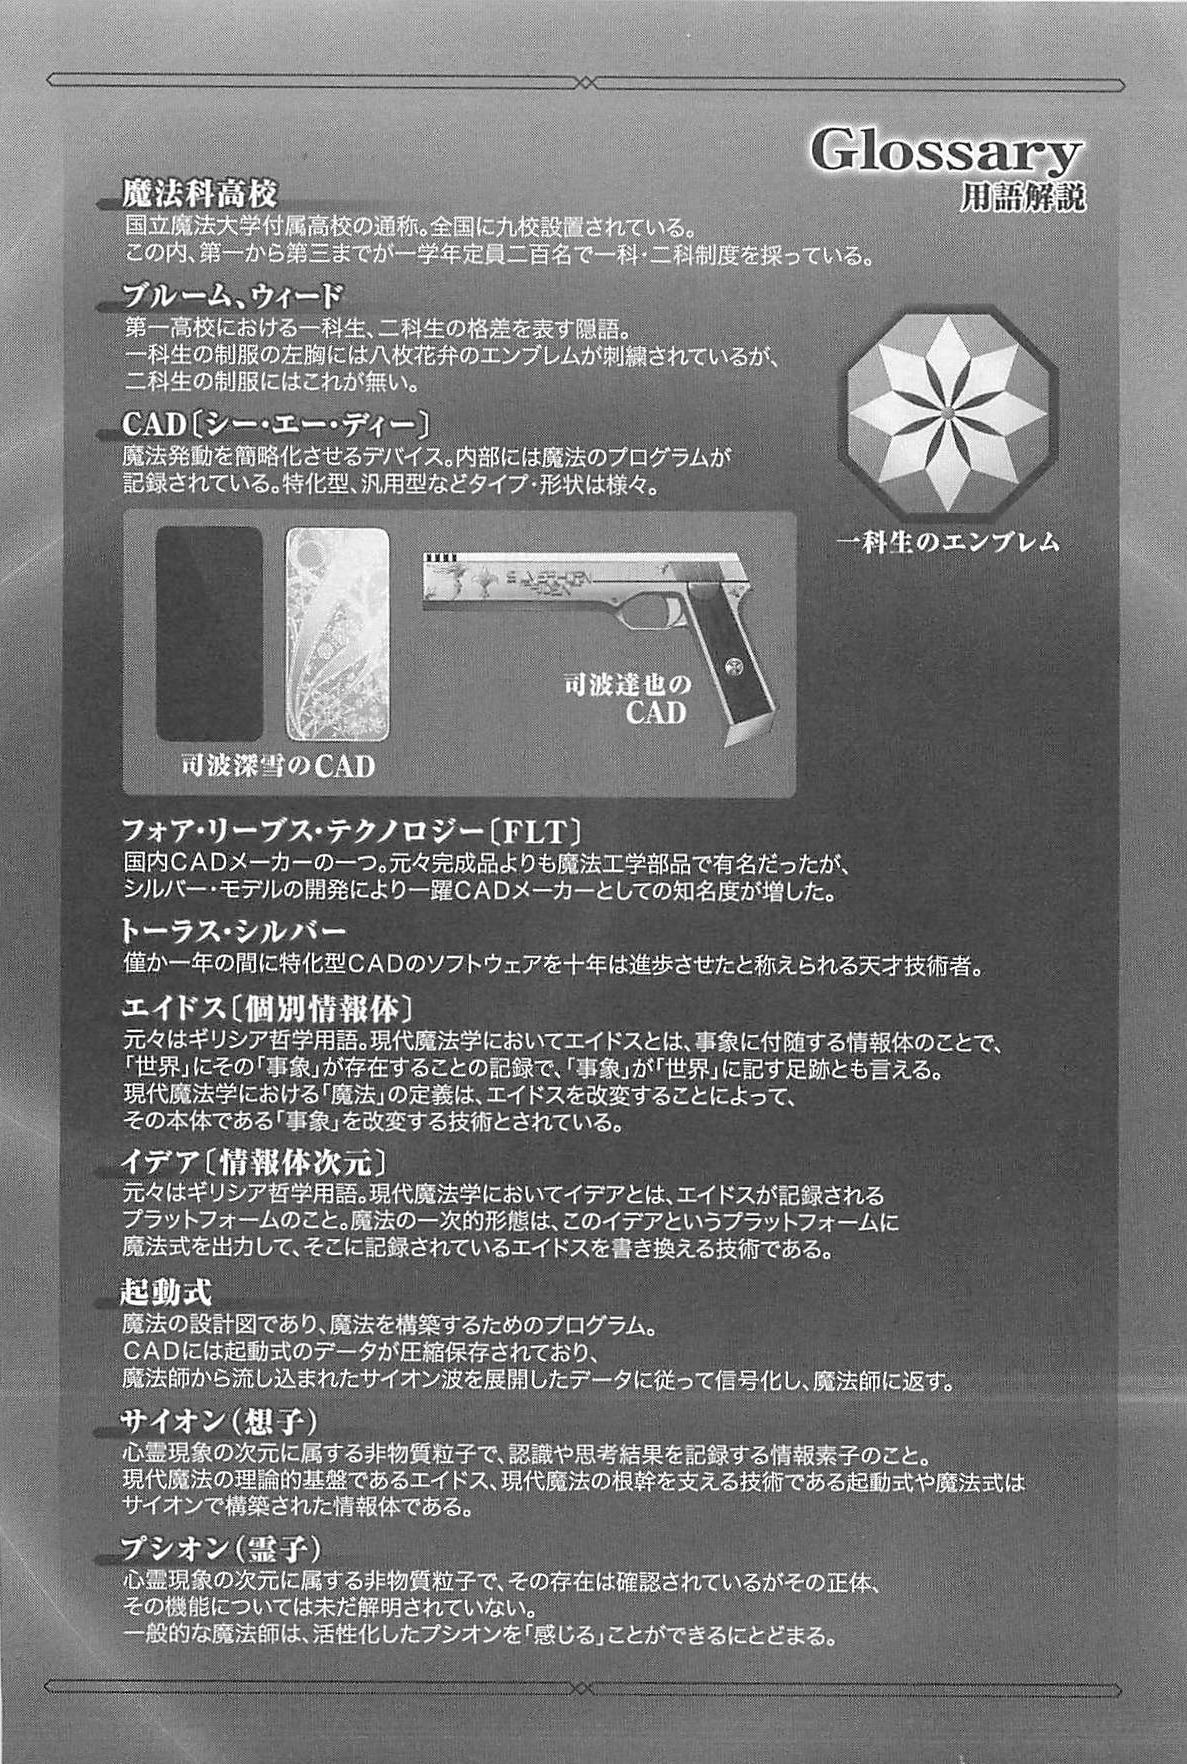 Glossary
用語解説
魔法科高校
国立魔法大学付属高校の通称。全国に九校設置されている。
この内、第一から第三までが一学年定員二百名で一科・二科制度を採っている。
ブルーム、ウィード
第一高校における一科生、二科生の格差を表す隠語。
一科生の制服の左胸には八枚花弁のエンブレムが刺繍されているが、
二科生の制服にはこれが無い。
一科生のエンブレム
CAD〔シー・エー・ディー〕
魔法発動を簡略化させるデバイス。内部には魔法のプログラムが
記録されている。特化型、汎用型などタイプ・形状は様々。
司波深雪のCAD
司波達也の
CAD
フォア・リーブス・テクノロジー〔FLT〕
国内CADメーカーの一つ。元々完成品よりも魔法工学部品で有名だったが、
シルバー・モデルの開発により一躍CADメーカーとしての知名度が増した。
トーラス・シルバー
僅か一年の間に特化型CADのソフトウェアを十年は進歩させたと称えられる天才技術者。
エイドス〔個別情報体〕
元々はギリシア哲学用語。現代魔法学においてエイドスとは、事象に付随する情報体のことで、
「世界」にその「事象」が存在することの記録で、「事象」が「世界」に記す足跡とも言える。
現代魔法学における「魔法」の定義は、エイドスを改変することによって、
その本体である「事象」を改変する技術とされている。
イデア〔情報体次元〕
元々はギリシア哲学用語。現代魔法学においてイデアとは、エイドスが記録される
プラットフォームのこと。魔法の一次的形態は、このイデアというプラットフォームに
魔法式を出力して、そこに記録されているエイドスを書き換える技術である。
起動式
魔法の設計図であり、魔法を構築するためのプログラム。
CADには起動式のデータが圧縮保存されており、
魔法師から流し込まれたサイオン波を展開したデータに従って信号化し、魔法師に返す。
サイオン(想子)
心霊現象の次元に属する非物質粒子で、認識や思考結果を記録する情報素子のこと。
現代魔法の理論的基盤であるエイドス、現代魔法の根幹を支える技術である起動式や魔法式は
サイオンで構築された情報体である。
プシオン(霊子)
心霊現象の次元に属する非物質粒子で、その存在は確認されているがその正体、
その機能については未だ解明されていない。
一般的な魔法師は、活性化したプシオンを「感じる」ことができるにとどまる。